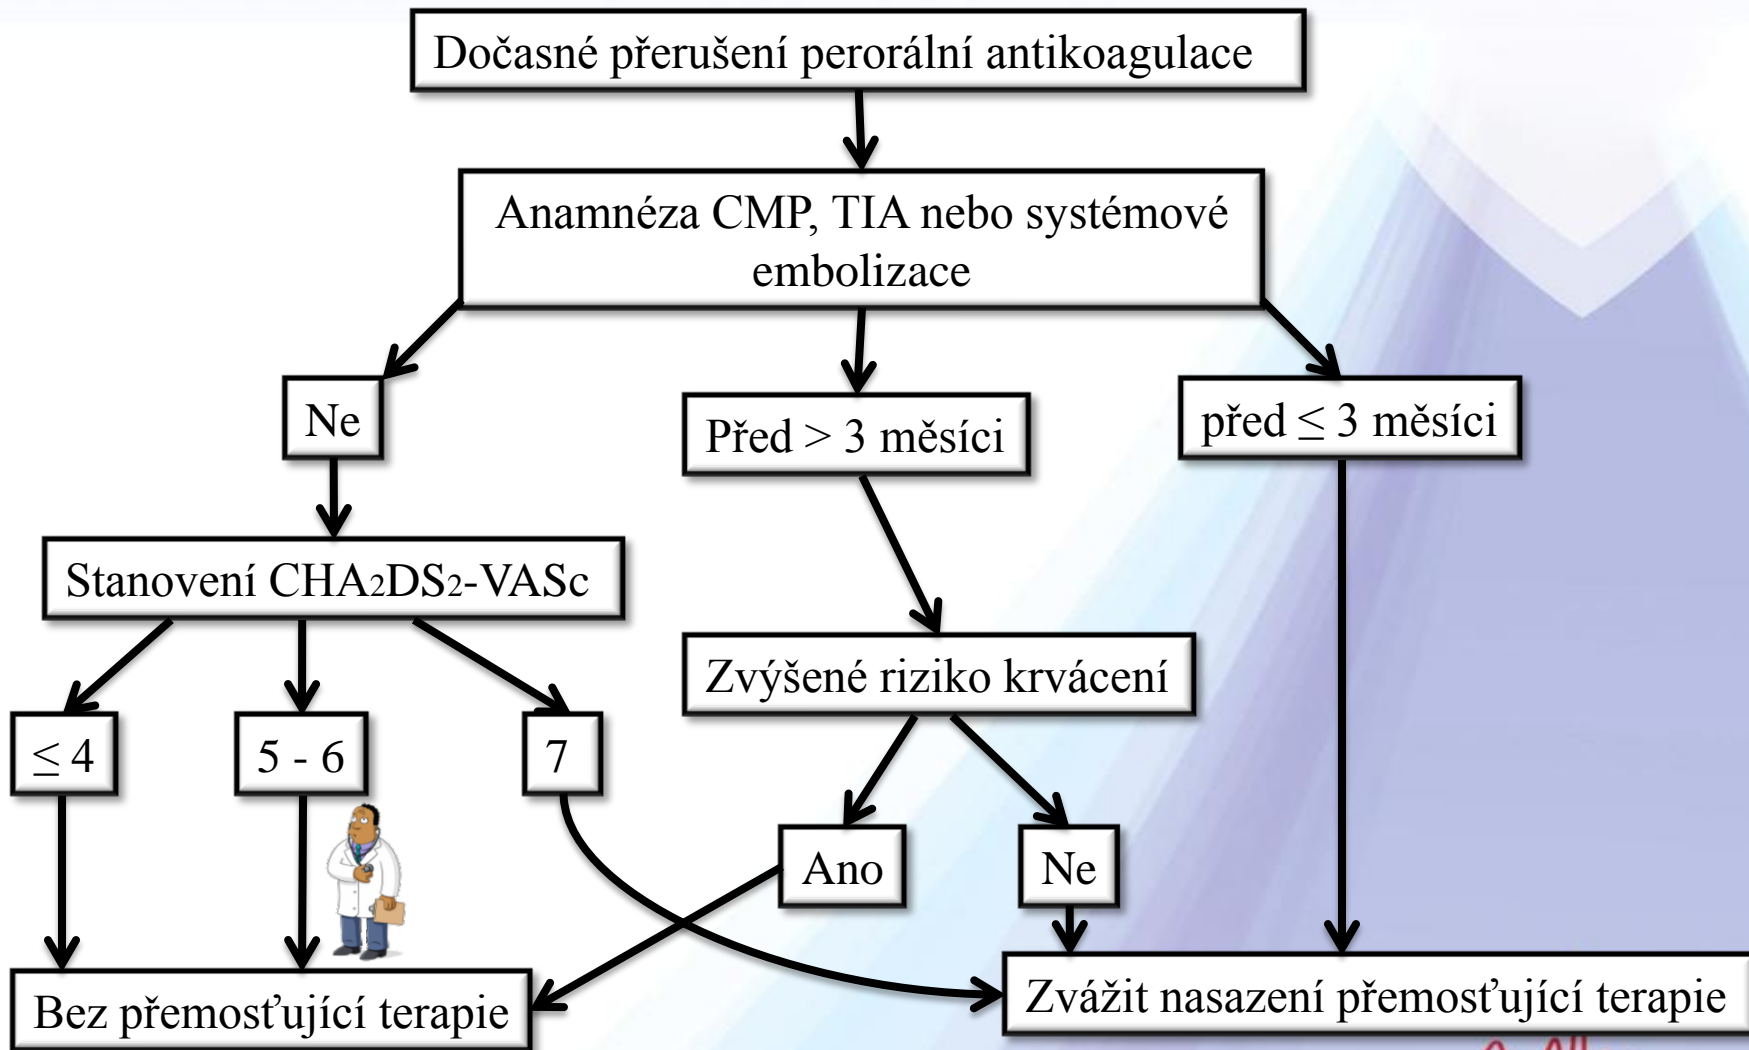 Dočasné přerušení perorální antikoagulace
Anamnéza CMP, TIA nebo systémové
embolizace
Ne
Před > 3 měsíci
před ≤ 3 měsíci
Stanovení CHA2DS2-VASc
Zvýšené riziko krvácení
≤ 4
5 - 6
7
Ano
Ne
Bez přemosťující terapie
Zvážit nasazení přemosťující terapie